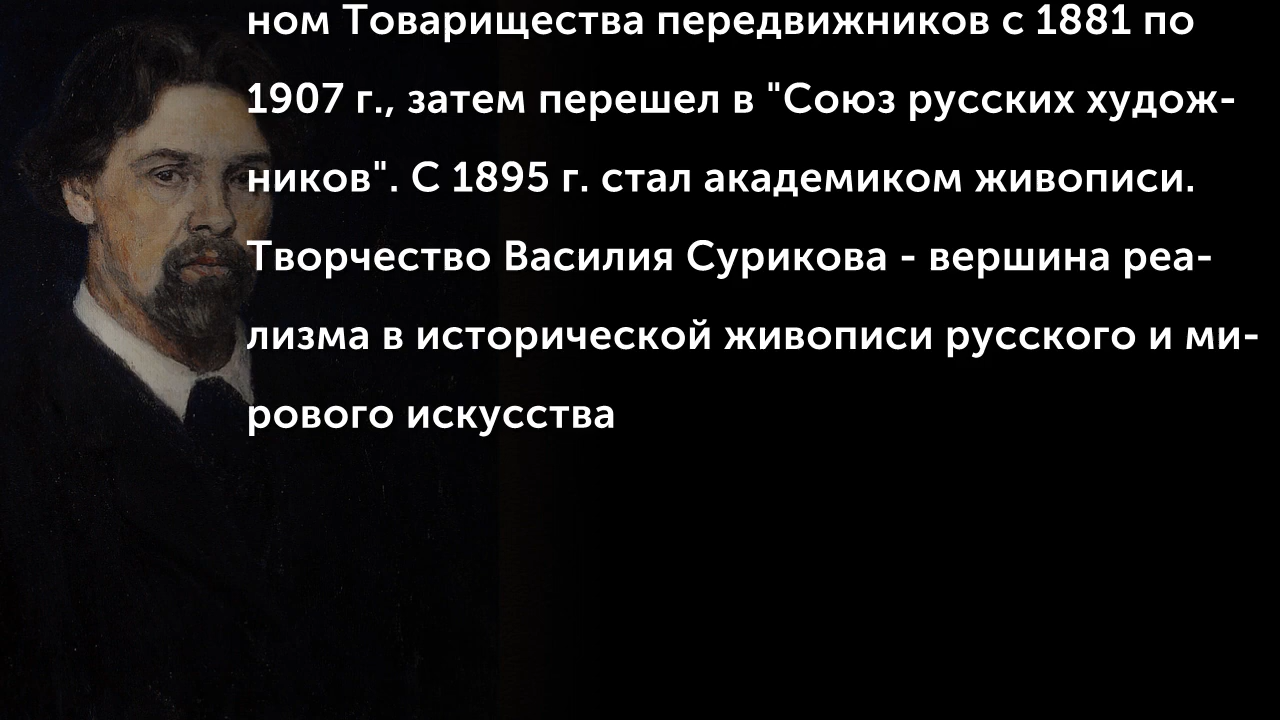 ном Товарищества передвижников с 1881 по
1907 г., затем перешел в "Союз русских худож-
ников". С 1895 г. стал академиком живописи.
Творчество Василия Сурикова - вершина реа-
лизма в исторической живописи русского и ми-
рового искусства